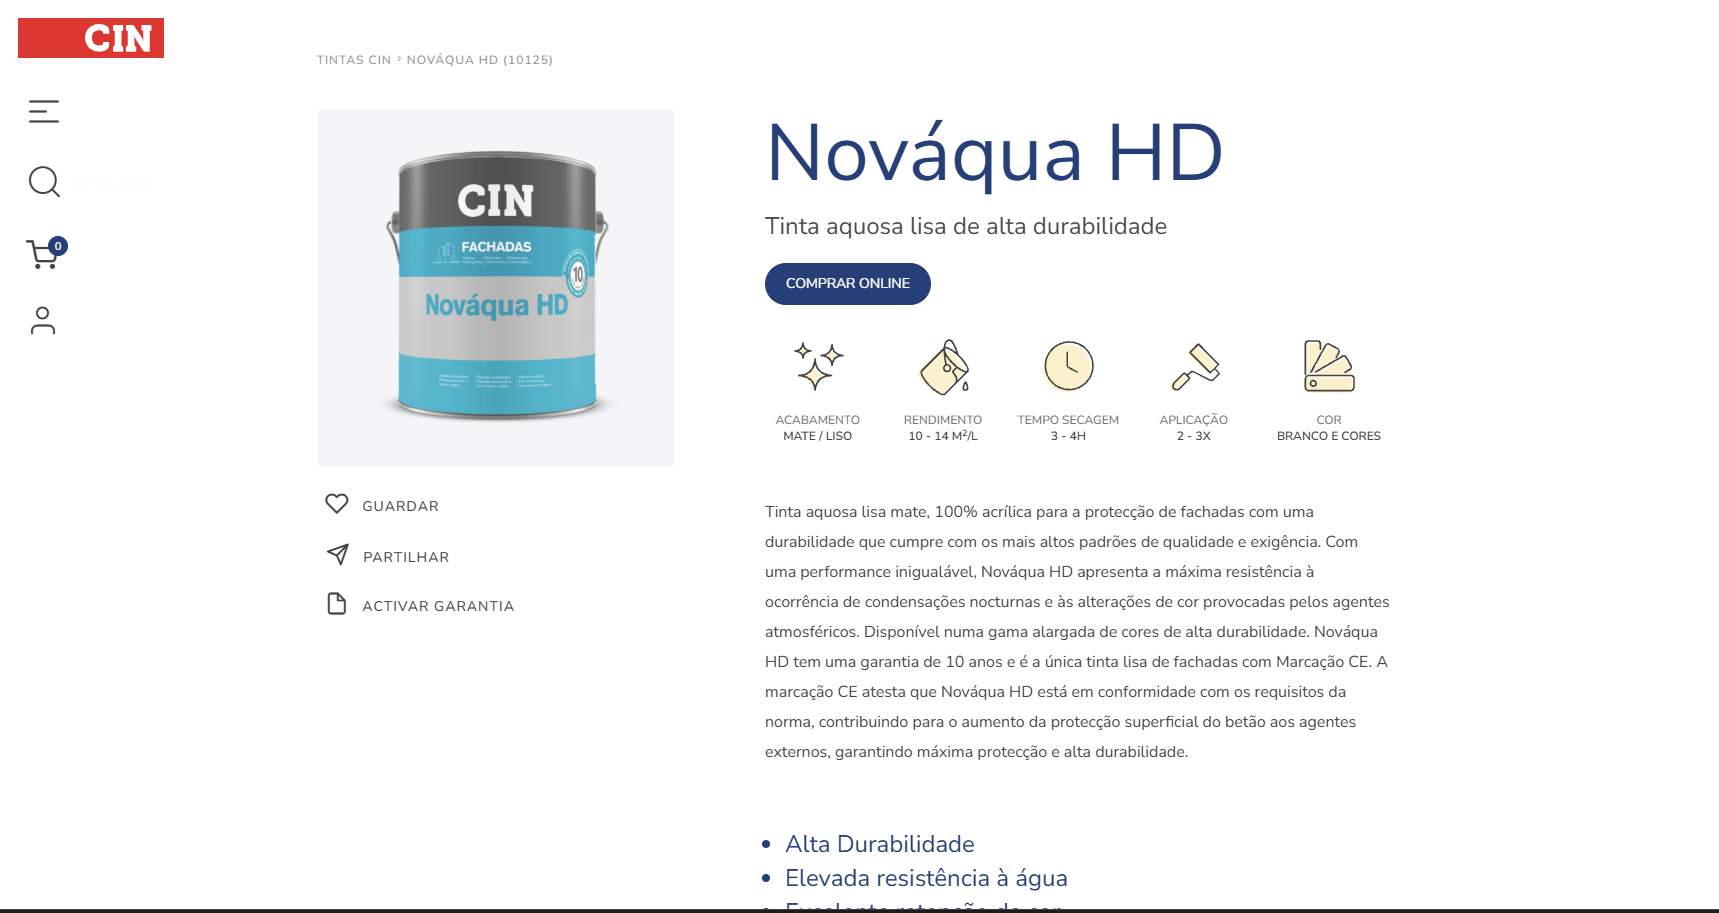 CIN
TINTAS CIN › NOVÁQUA HD (10125)
0
CIN
FACHADAS
10
Nováqua HD
GUARDAR
PARTILHAR
ACTIVAR GARANTIA
Nováqua HD
Tinta aquosa lisa de alta durabilidade
COMPRAR ONLINE
ACABAMENTO
MATE / LISO
RENDIMENTO
10 - 14 M²/L
TEMPO SECAGEM
3 - 4H
APLICAÇÃO
2 - 3X
COR
BRANCO E CORES
Tinta aquosa lisa mate, 100% acrílica para a protecção de fachadas com uma
durabilidade que cumpre com os mais altos padrões de qualidade e exigência. Com
uma performance inigualável, Nováqua HD apresenta a máxima resistência à
ocorrência de condensações nocturnas e às alterações de cor provocadas pelos agentes
atmosféricos. Disponível numa gama alargada de cores de alta durabilidade. Nováqua
HD tem uma garantia de 10 anos e é a única tinta lisa de fachadas com Marcação CE. A
marcação CE atesta que Nováqua HD está em conformidade com os requisitos da
norma, contribuindo para o aumento da protecção superficial do betão aos agentes
externos, garantindo máxima protecção e alta durabilidade.
• Alta Durabilidade
• Elevada resistência à água
• Excelente retenção de cor